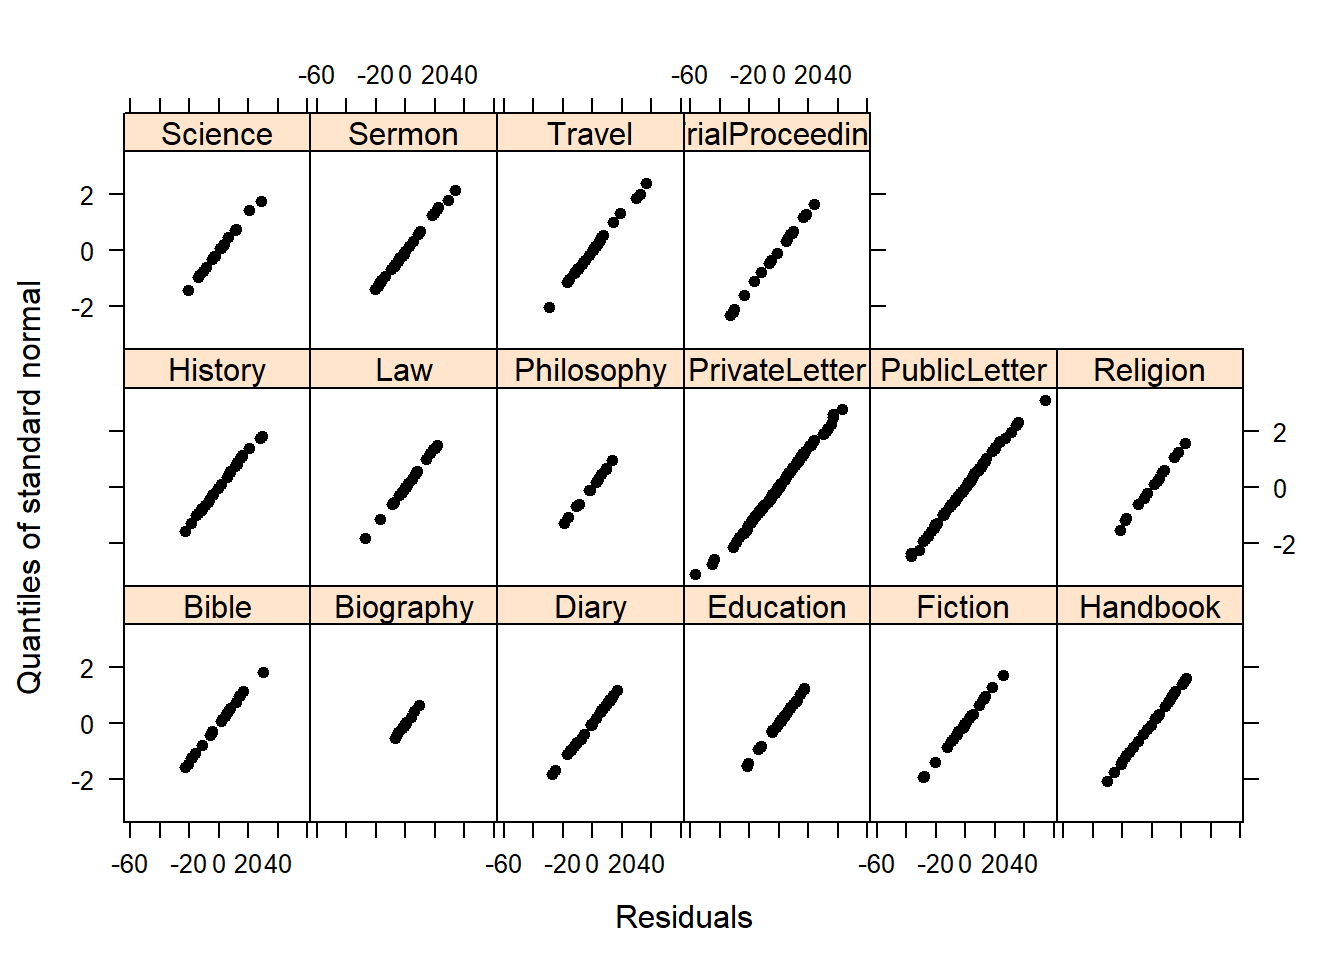 -60 -20 0 20 40 -60 -20 0 20 40
Science Sermon Travel rialProceedin
2
0
-2
History Law Philosophy PrivateLetter PublicLetter Religion
2
0
-2
Bible Biography Diary Education Fiction Handbook
2
0
-2
-60 -20 0 20 40 -60 -20 0 20 40 -60 -20 0 20 40
Residuals
Quantiles of standard normal